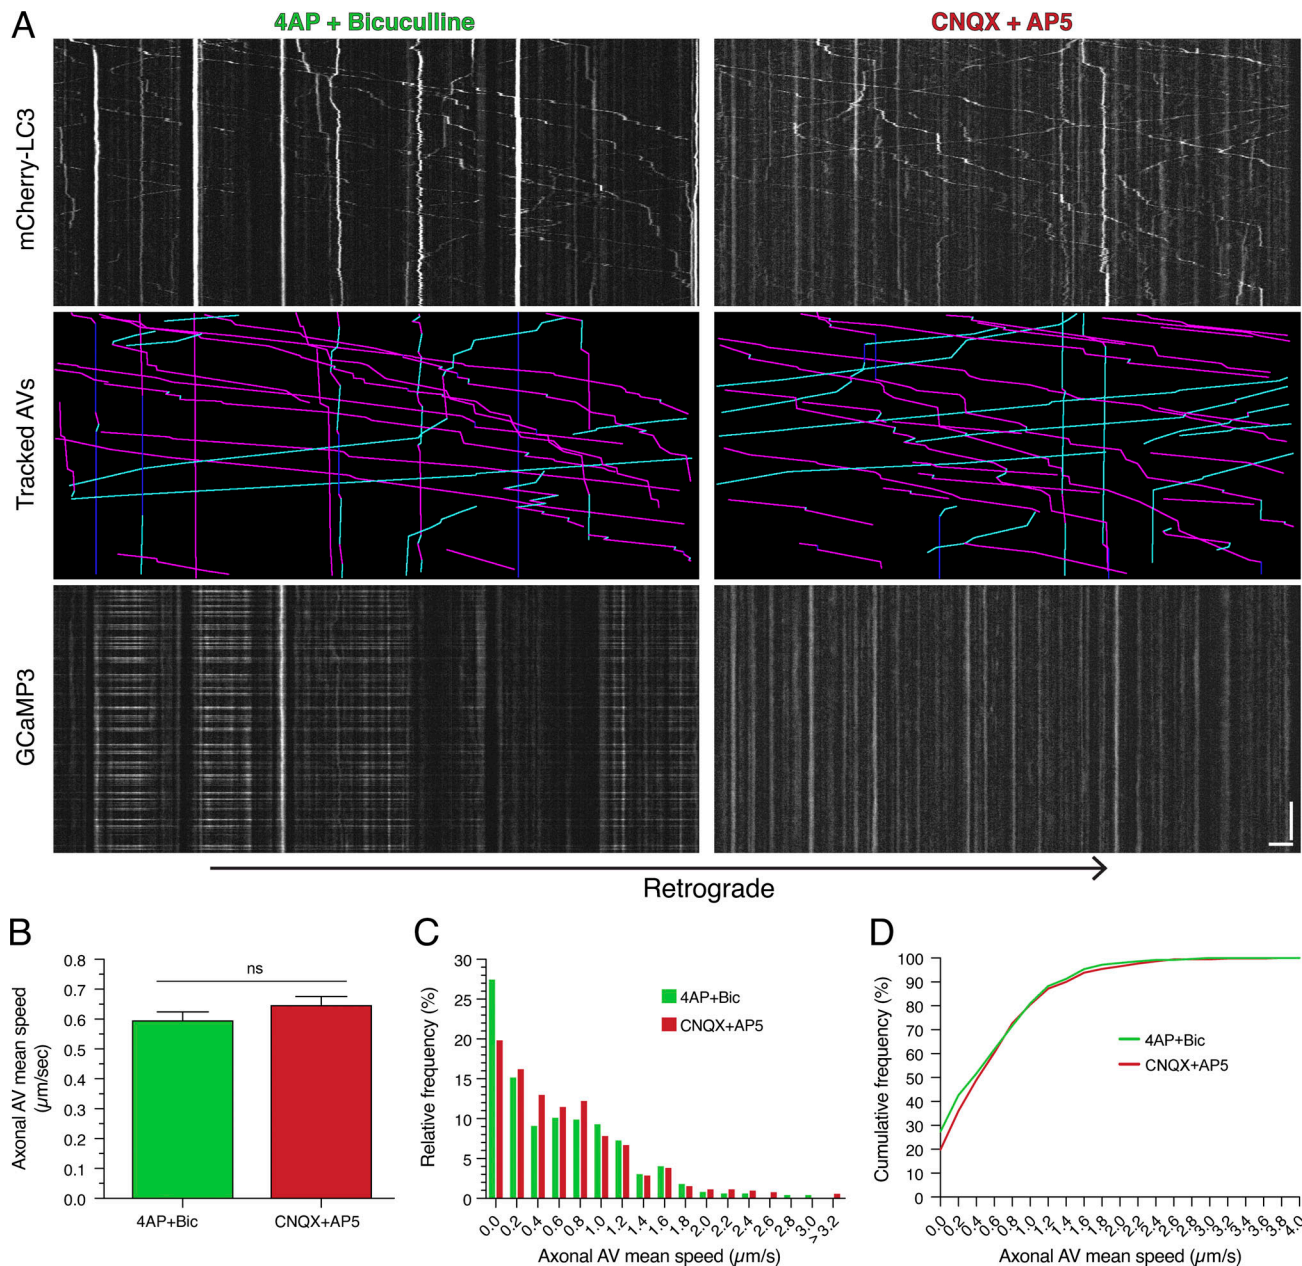 A
4AP + Bicuculline
CNQX + AP5
mCherry-LC3
Tracked AVs
GCaMP3
Retrograde
B
Axonal AV mean speed
(µm/sec)
0.8
0.7
0.6
0.5
0.4
0.3
0.2
0.1
0.0
ns
4AP+Bic
CNQX+AP5
C
Relative frequency (%)
30
25
20
15
10
5
0
4AP+Bic
CNQX+AP5
0.0 0.2 0.4 0.6 0.8 1.0 1.2 1.4 1.6 1.8 2.0 2.2 2.4 2.6 2.8 3.0 > 3.2
Axonal AV mean speed (µm/s)
D
Cumulative frequency (%)
100
90
80
70
60
50
40
30
20
10
0
4AP+Bic
CNQX+AP5
0.0 0.2 0.4 0.6 0.8 1.0 1.2 1.4 1.6 1.8 2.0 2.2 2.4 2.6 2.8 3.0 3.2 3.4 3.6 3.8 4.0
Axonal AV mean speed (µm/s)